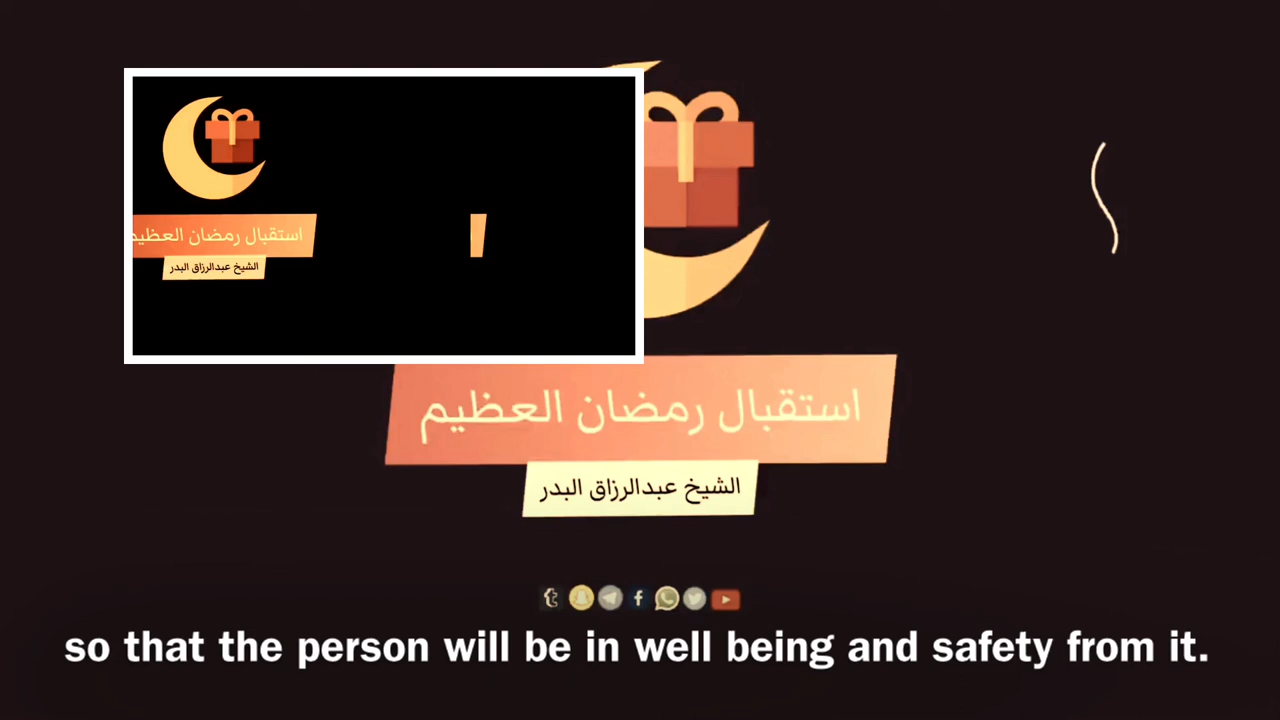 استقبال رمضان العظيم
الشيخ عبدالرزاق البدر
استقبال رمضان العظيم
الشيخ عبدالرزاق البدر
so that the person will be in well being and safety from it.